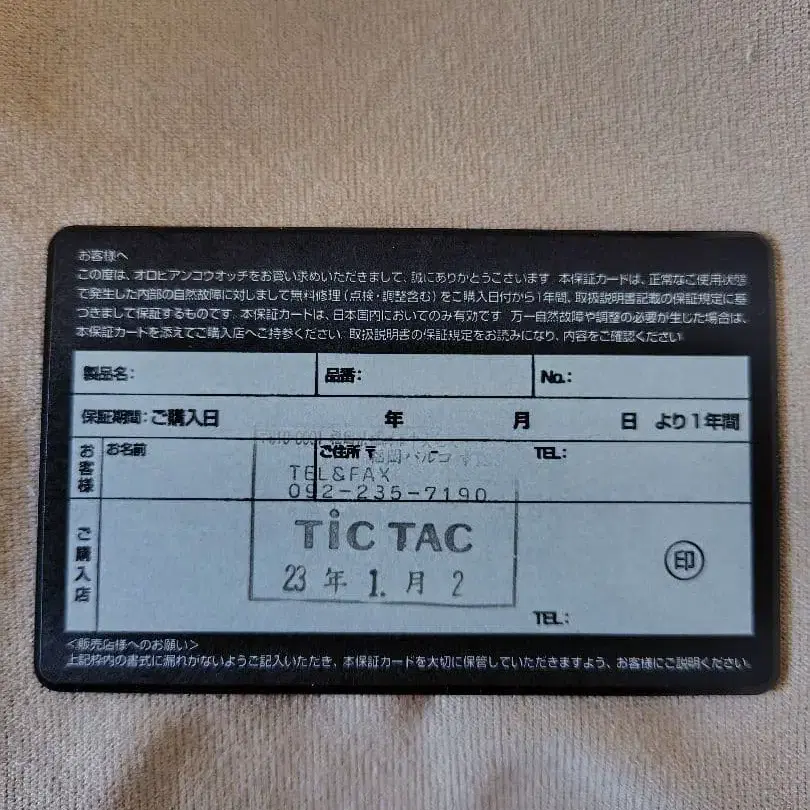 お客様へ
この度は、オロビアンコウオッチをお買い求めいただきまして、誠にありがとうございます。本保証カードは、正常なご使用状態
で発生した内部の自然故障に対しまして無料修理(点検・調整含む)をご購入日付から1年間、取扱説明書記載の保証規定に基
づきまして保証するものです。本保証カードは、日本国内においてのみ有効です。万一自然故障や調整の必要が生じた場合は、
本保証カードを添えてご購入店へご持参ください。取扱説明書の保証規定をお読みになり、内容をご確認ください。
製品名: 品番: No.:
保証期間:ご購入日 年 月 日 より1年間
お客様 お名前 ご住所 〒 TEL:
福岡パルコ
TEL&FAX
092-235-7190
ご購入店
TiC TAC
23 年 1. 月 2
印
TEL:
<販売店様へのお願い>
上記枠内の書式に漏れがないようご記入いただき、本保証カードを大切に保管していただきますよう、お客様にご説明ください。